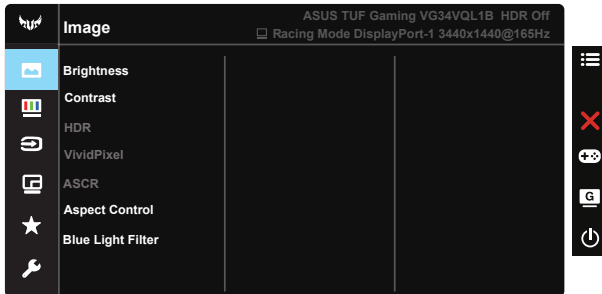 Image
ASUS TUF Gaming VG34VQL1B HDR Off
Racing Mode DisplayPort-1 3440x1440@165Hz
Brightness
Contrast
HDR
VividPixel
ASCR
Aspect Control
Blue Light Filter
G